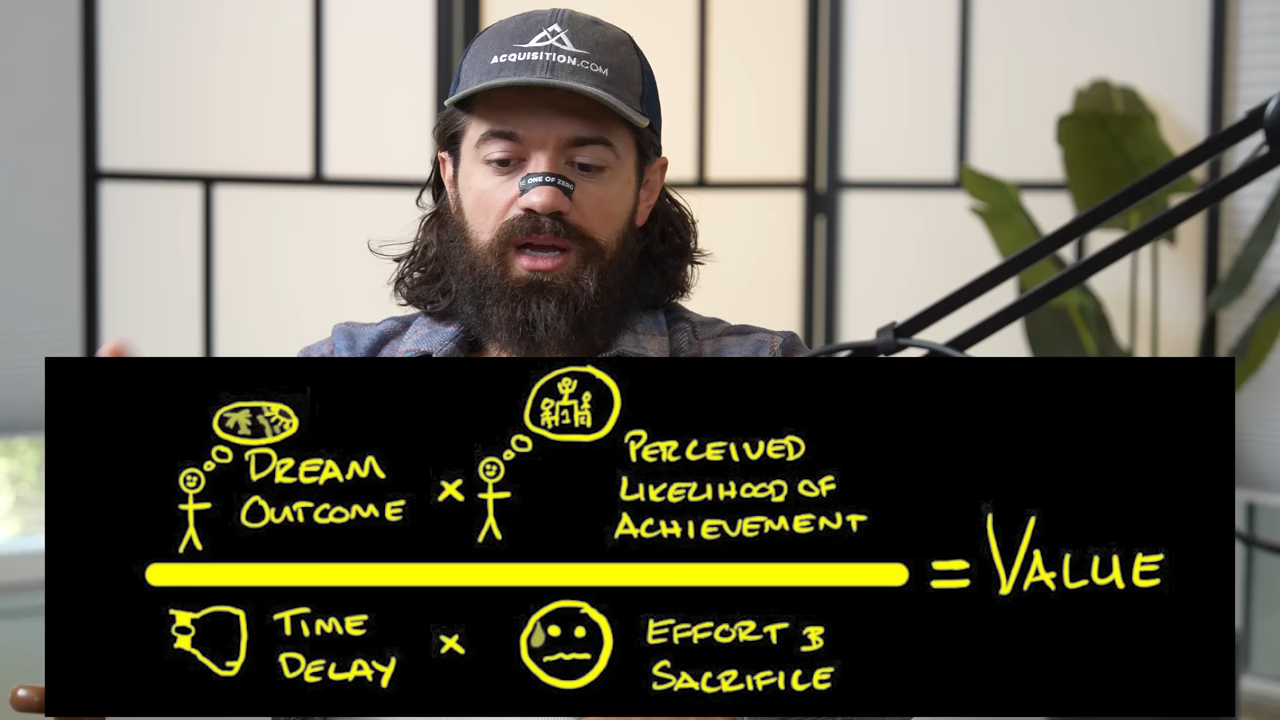 ACQUISITION.COM
ONE OF ZERO
DREAM
OUTCOME
x
PERCEIVED
LIKELIHOOD OF
ACHIEVEMENT
= VALUE
TIME
DELAY
x
EFFORT &
SACRIFICE